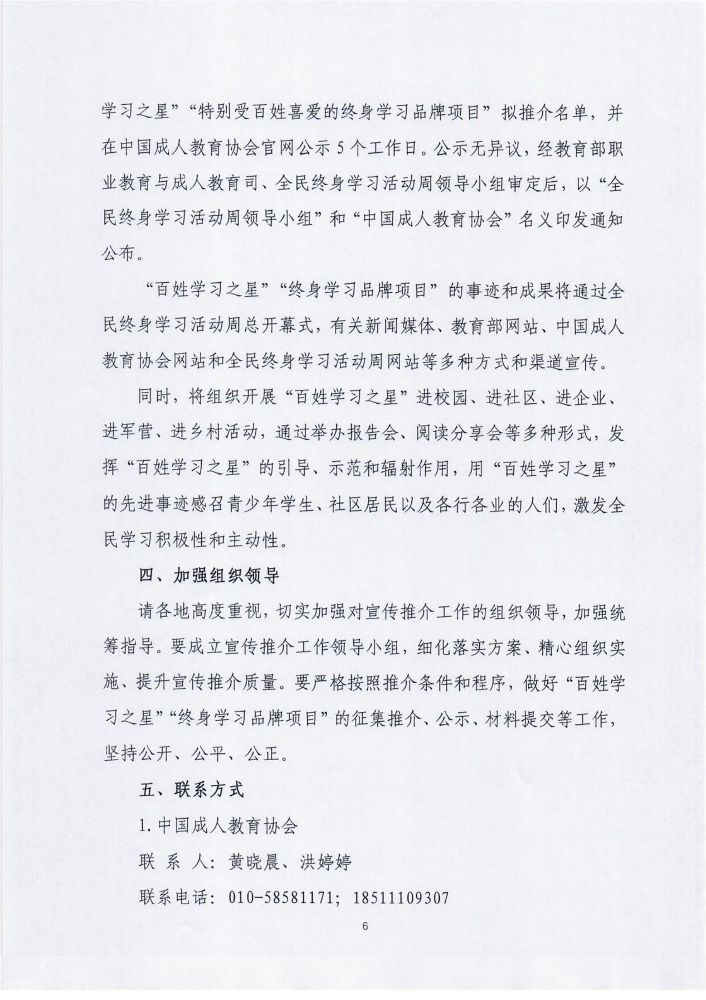 学习之星”“特别受百姓喜爱的终身学习品牌项目”拟推介名单，并
在中国成人教育协会官网公示 5 个工作日。公示无异议，经教育部职
业教育与成人教育司、全民终身学习活动周领导小组审定后，以“全
民终身学习活动周领导小组”和“中国成人教育协会”名义印发通知
公布。
“百姓学习之星”“终身学习品牌项目”的事迹和成果将通过全
民终身学习活动周总开幕式，有关新闻媒体、教育部网站、中国成人
教育协会网站和全民终身学习活动周网站等多种方式和渠道宣传。
同时，将组织开展“百姓学习之星”进校园、进社区、进企业、
进军营、进乡村活动，通过举办报告会、阅读分享会等多种形式，发
挥“百姓学习之星”的引导、示范和辐射作用，用“百姓学习之星”
的先进事迹感召青少年学生、社区居民以及各行各业的人们，激发全
民学习积极性和主动性。
四、加强组织领导
请各地高度重视，切实加强对宣传推介工作的组织领导，加强统
筹指导。要成立宣传推介工作领导小组，细化落实方案、精心组织实
施、提升宣传推介质量。要严格按照推介条件和程序，做好“百姓学
习之星”“终身学习品牌项目”的征集推介、公示、材料提交等工作，
坚持公开、公平、公正。
五、联系方式
1.中国成人教育协会
联 系 人：黄晓晨、洪婷婷
联系电话：010-58581171；18511109307
6